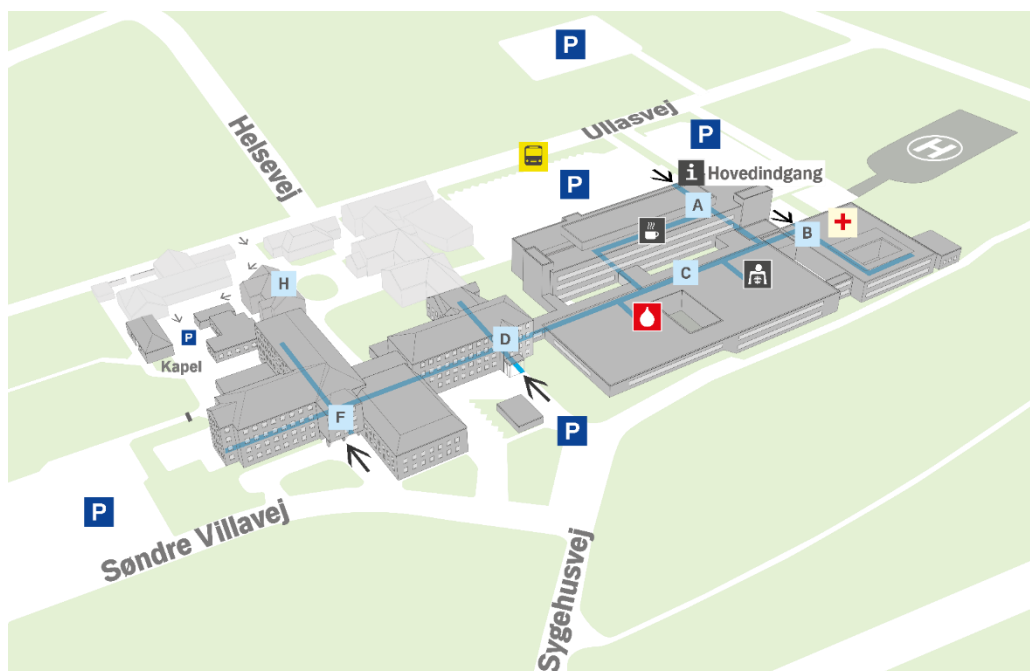 P
Helsevej
Ullasvej
P
H
P
i Hovedindgang
A
B
C
H
P
Kapel
D
F
P
P
Søndre Villavej
Sygehusvej